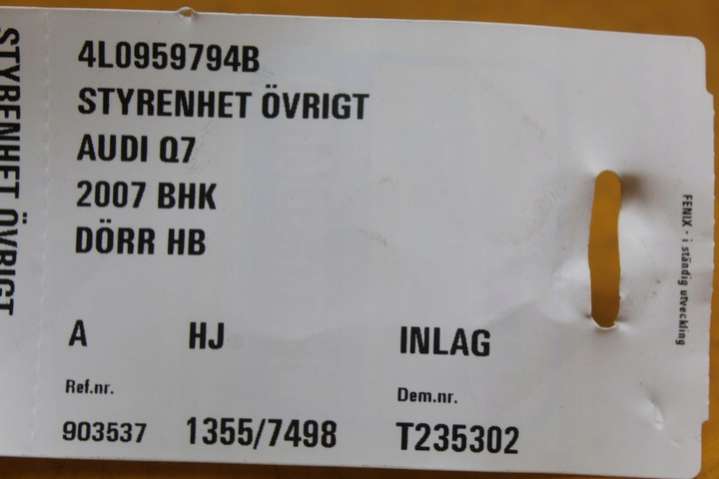 STYRENHET ÖVRIGT
4L0959794B
STYRENHET ÖVRIGT
AUDI Q7
2007 BHK
DÖRR HB
A HJ INLAG
Ref.nr. Dem.nr.
903537 1355/7498 T235302
FENIX - i ständig utveckling